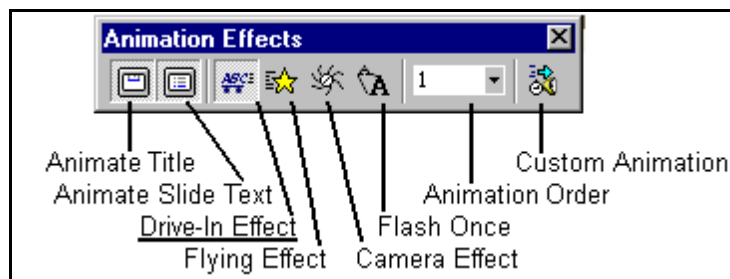 Animation Effects
ABC
A
1
Animate Title
Custom Animation
Animate Slide Text
Animation Order
Drive-In Effect
Flash Once
Flying Effect
Camera Effect